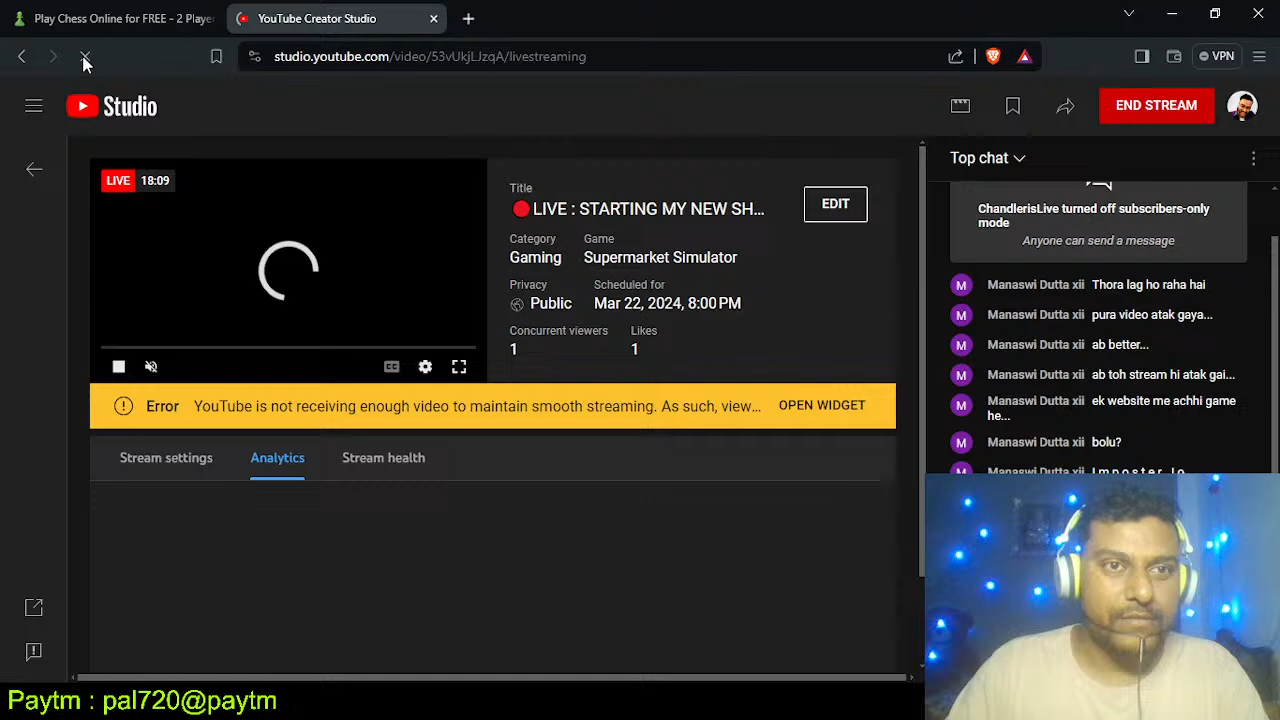 Play Chess Online for FREE - 2 Player
YouTube Creator Studio
studio.youtube.com/video/53vUkjLJzqA/livestreaming
VPN
Studio
END STREAM
LIVE 18:09
Title
LIVE : STARTING MY NEW SH...
EDIT
Category Game
Gaming Supermarket Simulator
Privacy Scheduled for
Public Mar 22, 2024, 8:00 PM
Concurrent viewers Likes
1 1
CC
Error YouTube is not receiving enough video to maintain smooth streaming. As such, view... OPEN WIDGET
Stream settings Analytics Stream health
Top chat
ChandlerisLive turned off subscribers-only
mode
Anyone can send a message
M Manaswi Dutta xii Thora lag ho raha hai
M Manaswi Dutta xii pura video atak gaya...
M Manaswi Dutta xii ab better...
M Manaswi Dutta xii ab toh stream hi atak gai...
M Manaswi Dutta xii ek website me achhi game
he...
M Manaswi Dutta xii bolu?
Manaswi Dutta xii
Paytm : pal720@paytm